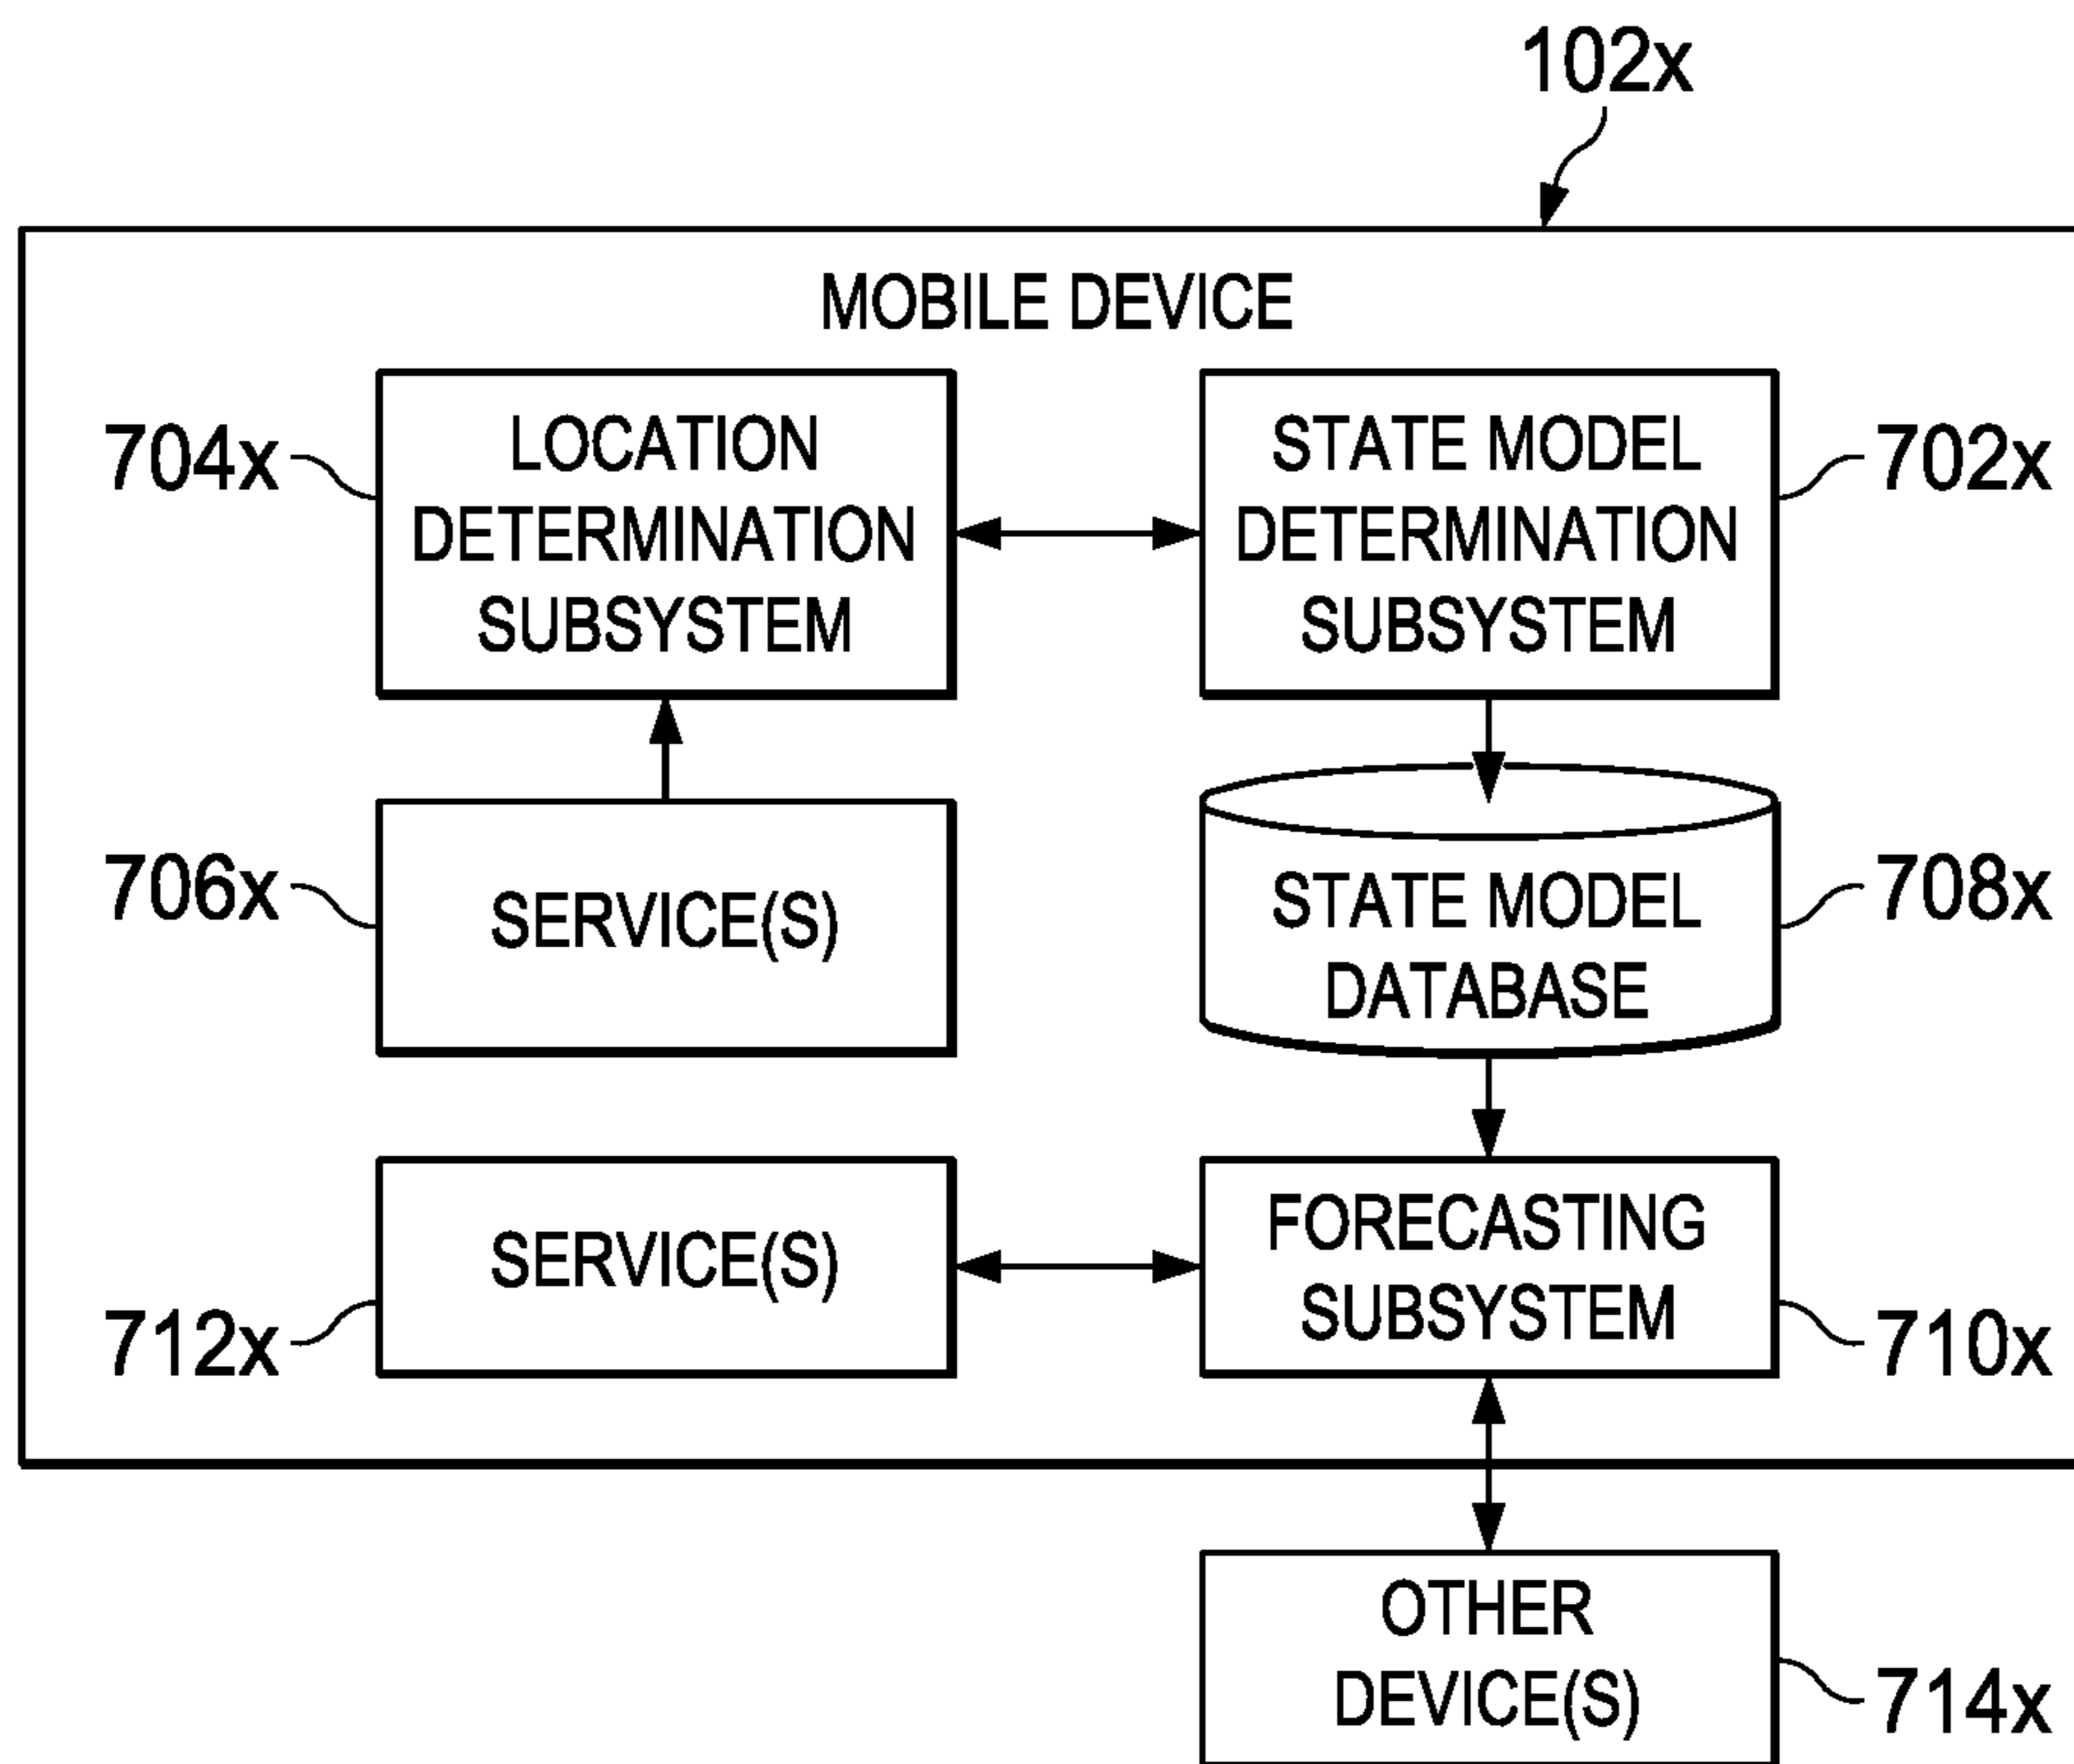 102x
MOBILE DEVICE
704x
LOCATION
DETERMINATION
SUBSYSTEM
STATE MODEL
DETERMINATION
SUBSYSTEM
702x
706x
SERVICE(S)
STATE MODEL
DATABASE
708x
712x
SERVICE(S)
FORECASTING
SUBSYSTEM
710x
OTHER
DEVICE(S)
714x